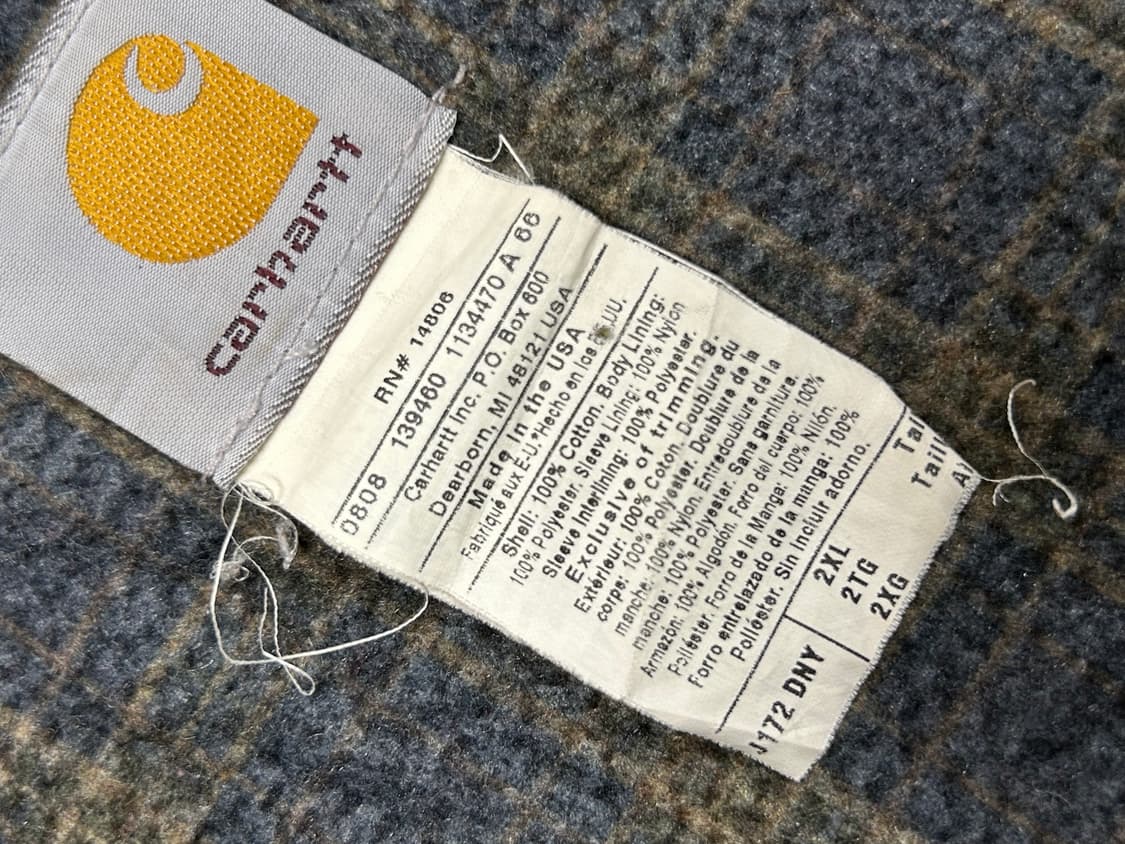 carhartt
RN# 14806
0808 139460 1134470 A 66
Carhartt Inc. P.O. Box 600
Dearborn, MI 48121 USA
Made in the USA
Fabriqué aux É-U.*Hecho en los EE.UU.
Shell: 100% Cotton. Body Lining:
100% Polyester. Sleeve Lining: 100% Nylon
Sleeve Interlining: 100% Polyester.
Exclusive of trimming.
Extérieur: 100% Coton. Doublure du
corps: 100% Polyester. Doublure de la
manche: 100% Nylon. Entredoublure de la
manche: 100% Polyester. Sans garniture.
Armazón: 100% Algodón. Forro del cuerpo: 100%
Poliéster. Forro de la Manga: 100% Nilón.
Forro entrelazado de la manga: 100%
Poliéster. Sin incluir adorno.
2XL Tal
2TG Tail
2XG Al
J172 DNY